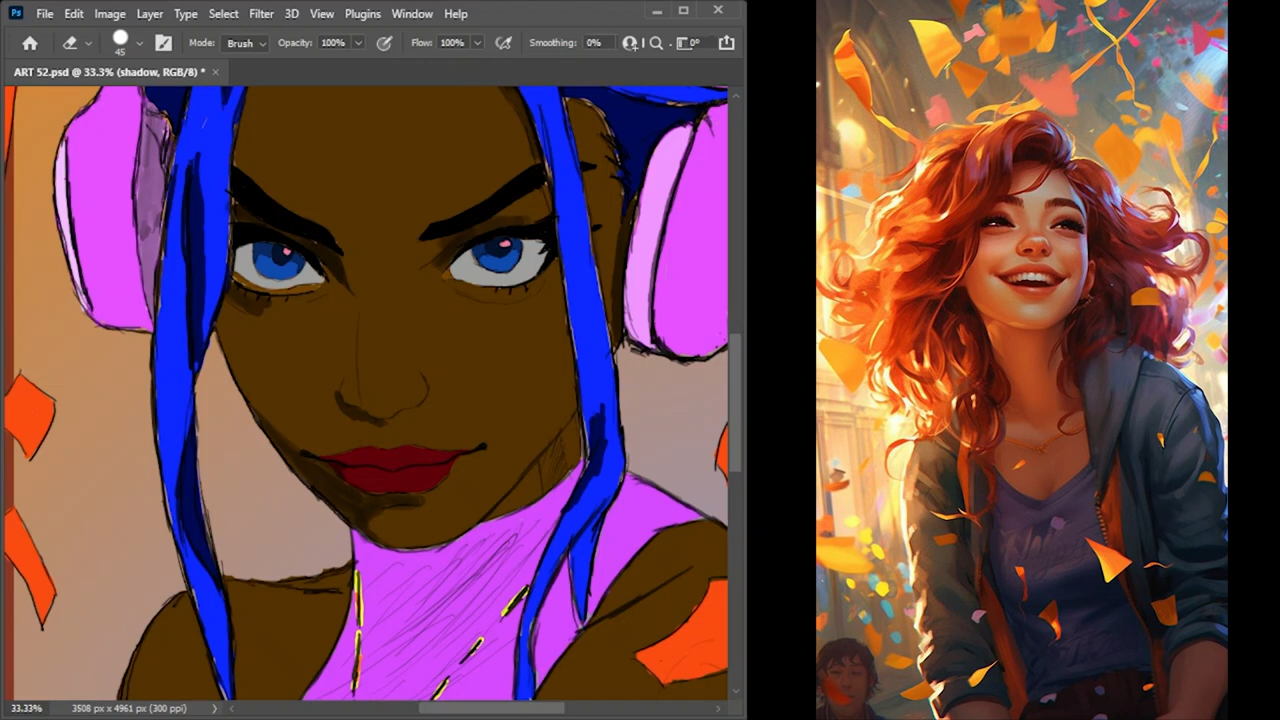 Ps File Edit Image Layer Type Select Filter 3D View Plugins Window Help
45 Mode: Brush Opacity: 100% Flow: 100% Smoothing: 0% 0°
ART 52.psd @ 33.3% (shadow, RGB/8) * ×
33.33% 3508 px x 4961 px (300 ppi)